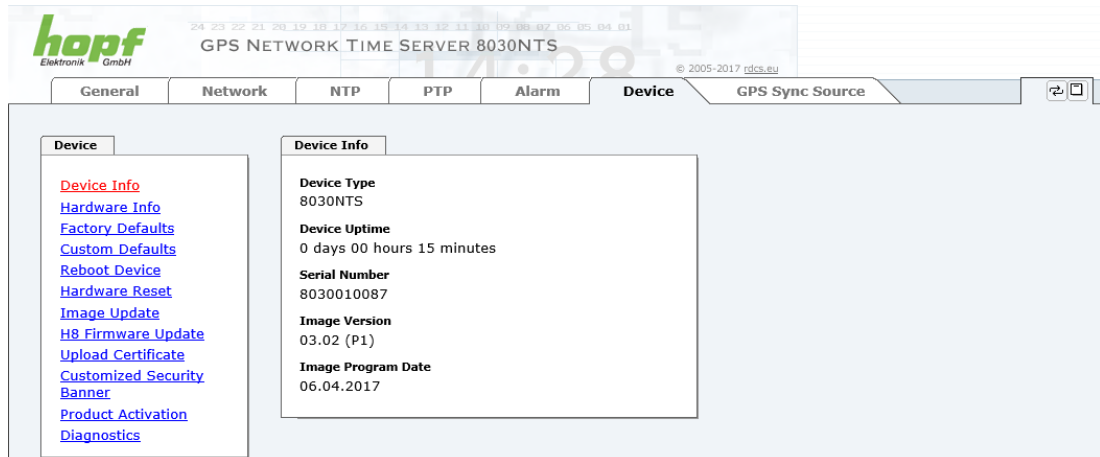 hopf
Elektronik GmbH
24 23 22 21 20 19 18 17 16 15 14 13 12 11 10 09 08 07 06 05 04 01
GPS NETWORK TIME SERVER 8030NTS
14:28
© 2005-2017 rdcs.eu
General Network NTP PTP Alarm Device GPS Sync Source
Device
Device Info
Hardware Info
Factory Defaults
Custom Defaults
Reboot Device
Hardware Reset
Image Update
H8 Firmware Update
Upload Certificate
Customized Security
Banner
Product Activation
Diagnostics
Device Info
Device Type
8030NTS
Device Uptime
0 days 00 hours 15 minutes
Serial Number
8030010087
Image Version
03.02 (P1)
Image Program Date
06.04.2017